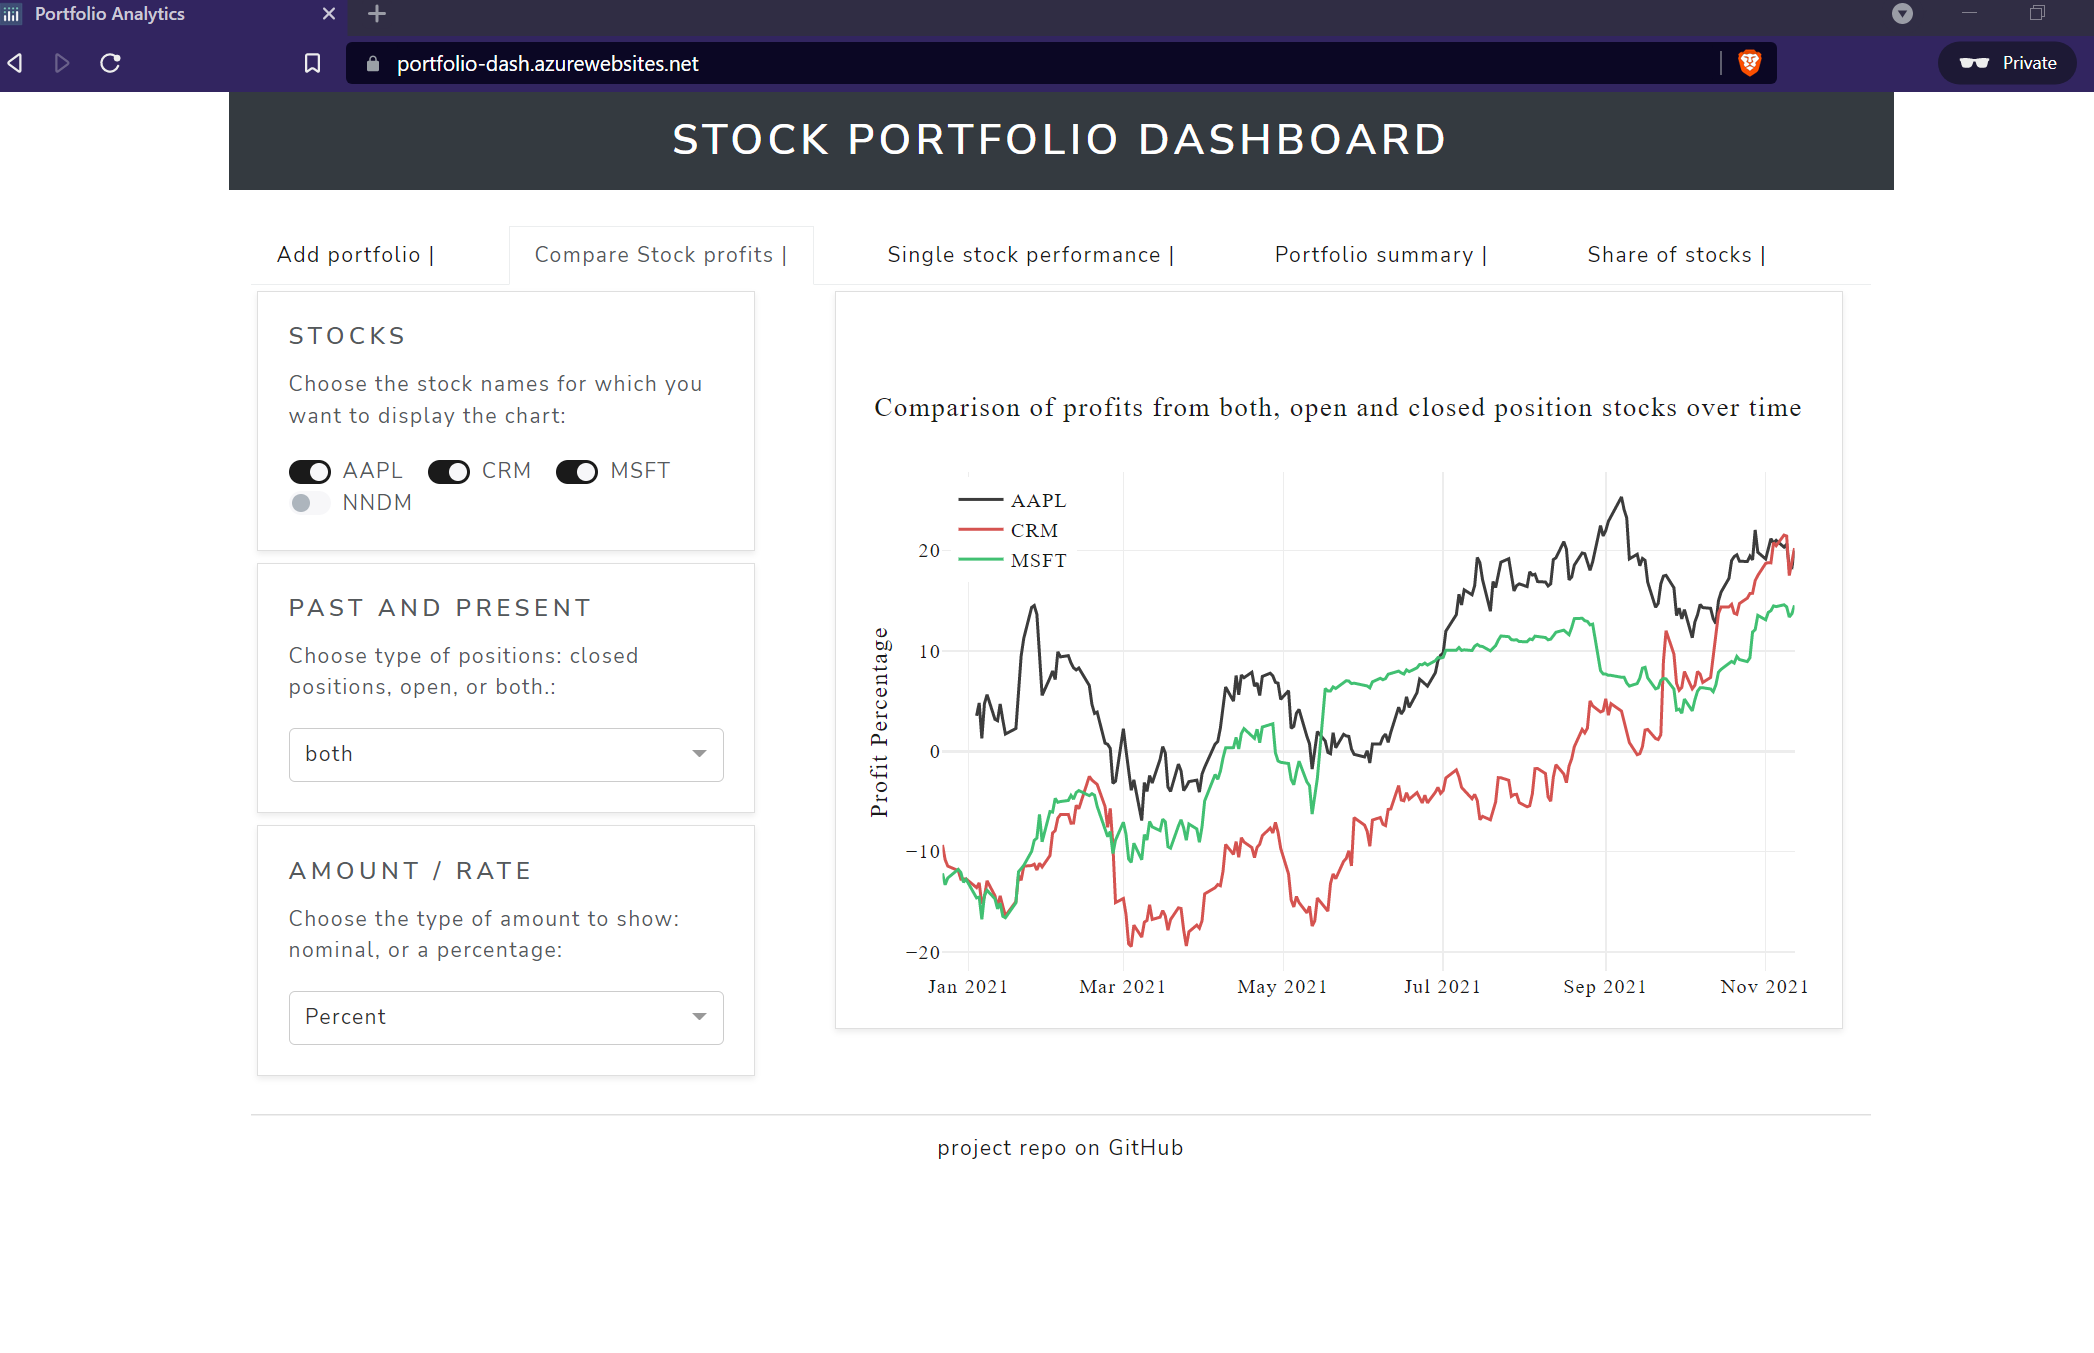 Portfolio Analytics
portfolio-dash.azurewebsites.net
Private
STOCK PORTFOLIO DASHBOARD
Add portfolio |
Compare Stock profits |
Single stock performance |
Portfolio summary |
Share of stocks |
STOCKS
Choose the stock names for which you
want to display the chart:
AAPL CRM MSFT
NNDM
PAST AND PRESENT
Choose type of positions: closed
positions, open, or both.:
both
AMOUNT / RATE
Choose the type of amount to show:
nominal, or a percentage:
Percent
Comparison of profits from both, open and closed position stocks over time
AAPL
CRM
MSFT
Profit Percentage
20
10
0
−10
−20
Jan 2021
Mar 2021
May 2021
Jul 2021
Sep 2021
Nov 2021
project repo on GitHub